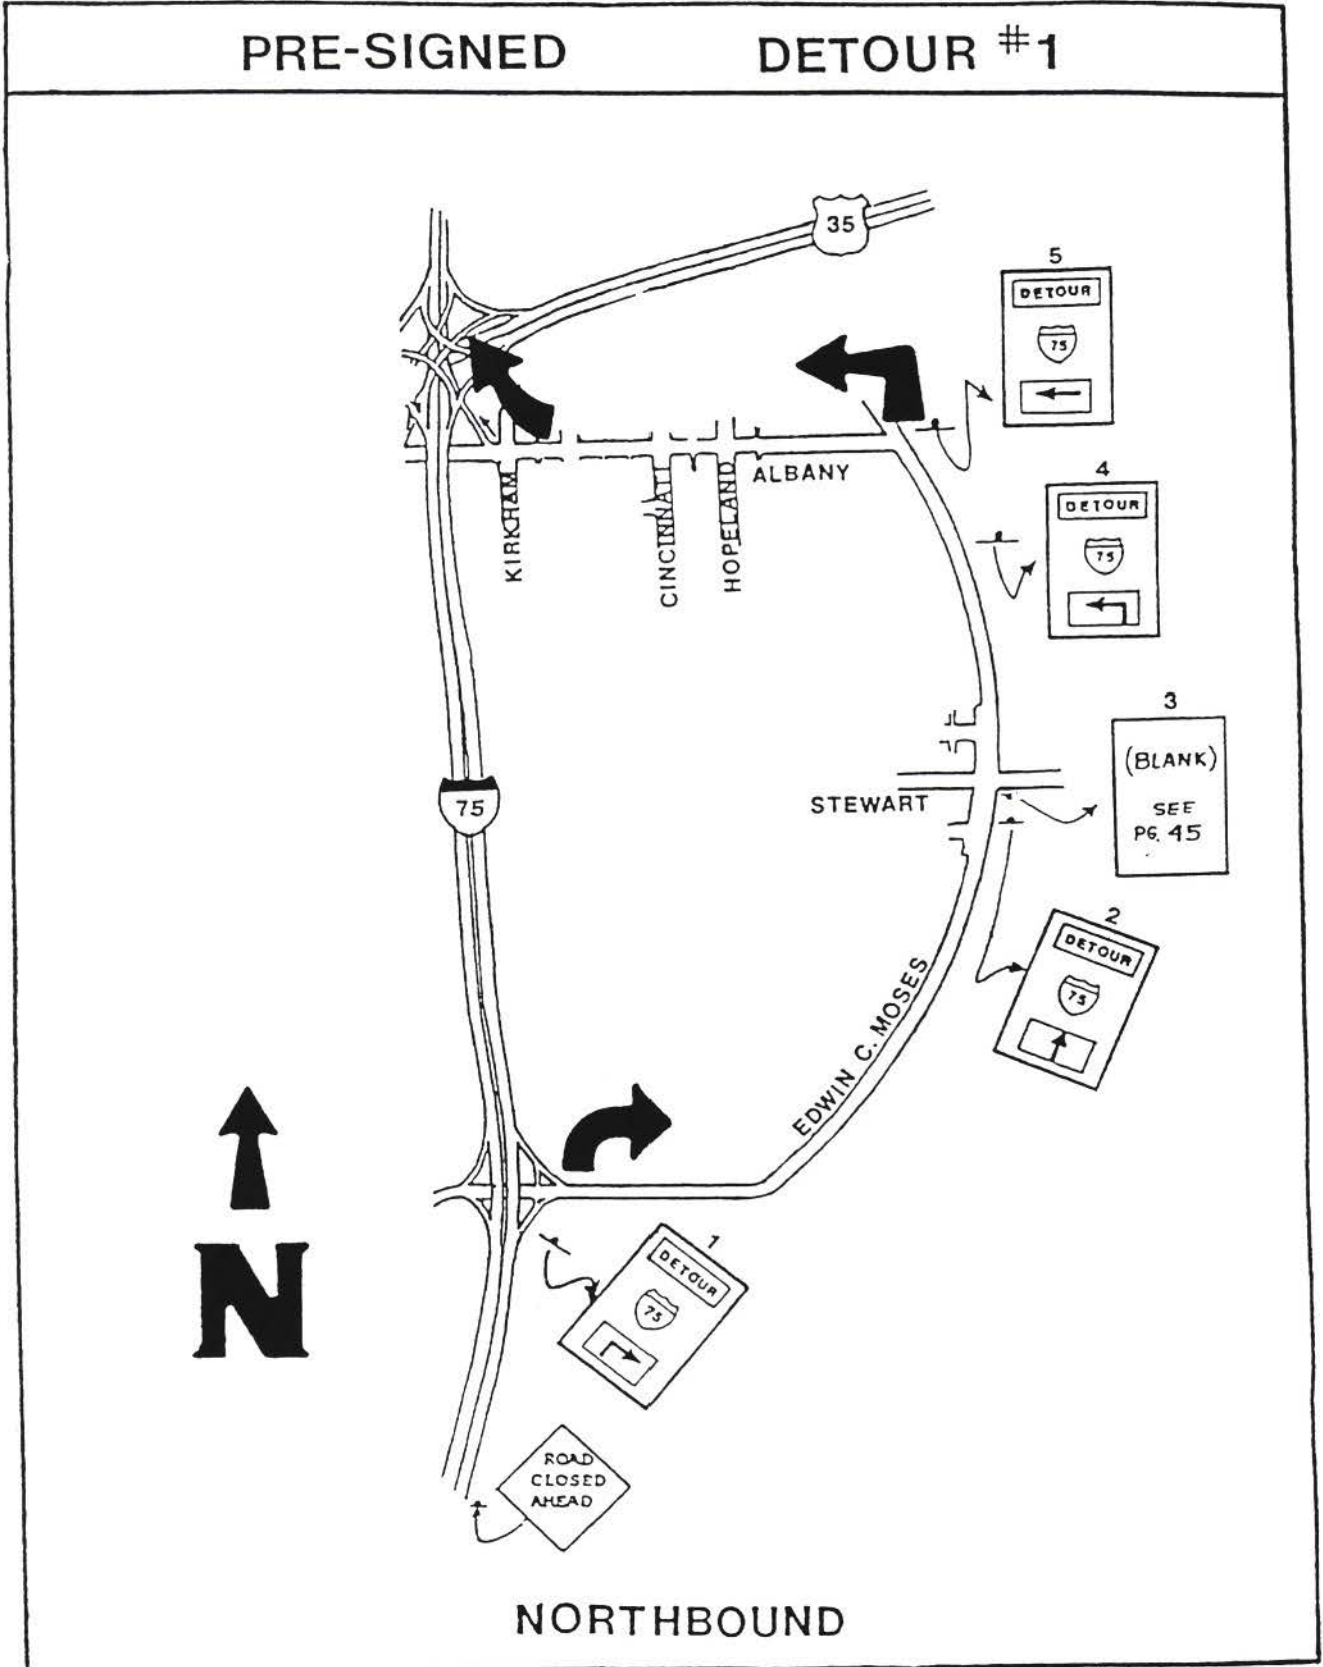 PRE-SIGNED DETOUR #1
35
5
DETOUR
75
4
DETOUR
75
ALBANY
KIRKHAM
CINCINNATI
HOPELAND
3
(BLANK)
SEE
PG. 45
STEWART
75
2
DETOUR
75
EDWIN C. MOSES
N
1
DETOUR
75
ROAD
CLOSED
AHEAD
NORTHBOUND